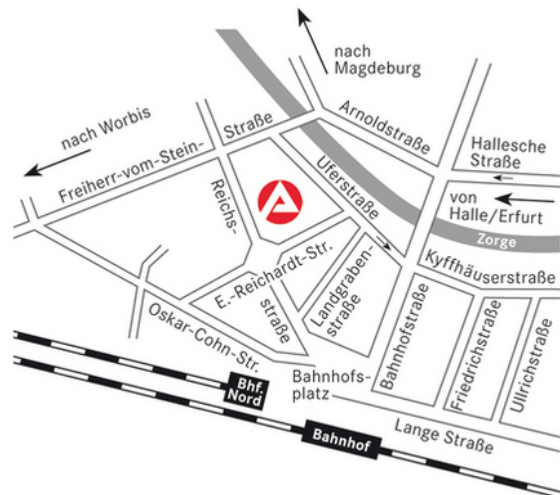 nach
Magdeburg
nach Worbis
Arnoldstraße
Hallesche
Straße
Freiherr-vom-Stein-
Straße
Uferstraße
von
Halle/Erfurt
Reichs-
straße
Zorge
E.-Reichardt-Str.
Landgraben-
straße
Kyffhäuserstraße
Oskar-Cohn-Str.
Bahnhofstraße
Friedrichstraße
Ullrichstraße
Bhf.
Nord
Bahnhofs-
platz
Lange Straße
Bahnhof